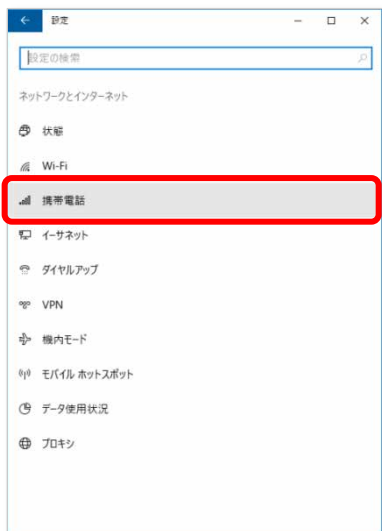 設定
設定の検索
ネットワークとインターネット
状態
Wi-Fi
携帯電話
イーサネット
ダイヤルアップ
VPN
機内モード
モバイル ホットスポット
データ使用状況
プロキシ